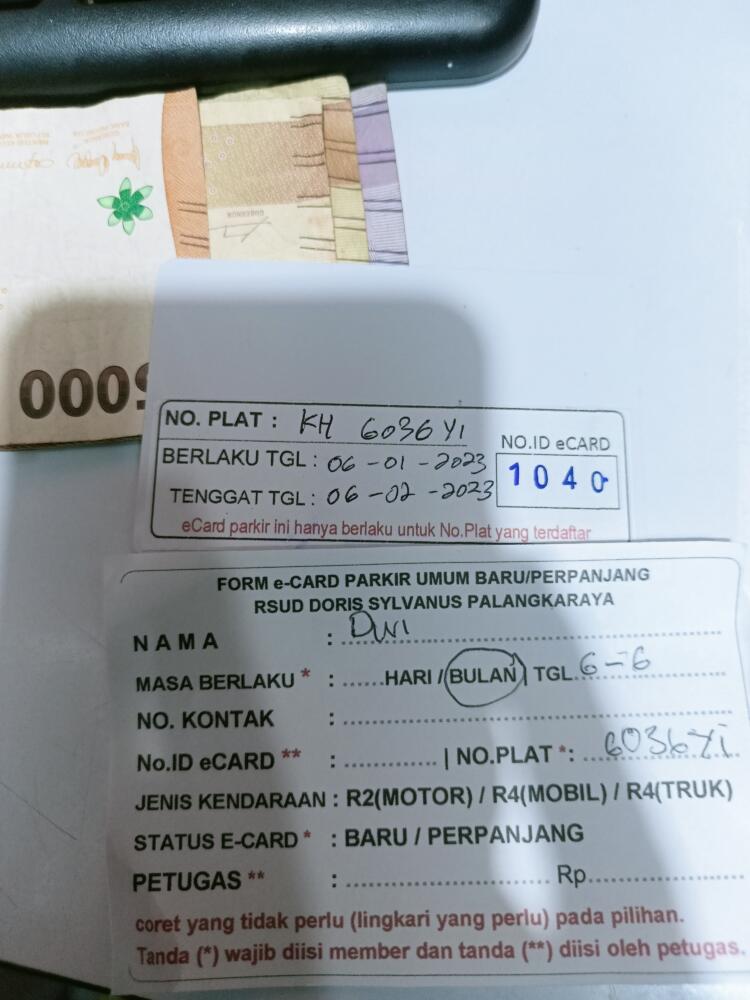 5000
GUBERNUR
NO. PLAT : KH 6036 YI
BERLAKU TGL : 06 - 01 - 2023
TENGGAT TGL : 06 - 02 - 2023
NO.ID eCARD
1040
eCard parkir ini hanya berlaku untuk No.Plat yang terdaftar
FORM e-CARD PARKIR UMUM BARU/PERPANJANG
RSUD DORIS SYLVANUS PALANGKARAYA
NAMA : DWI
MASA BERLAKU * : ......HARI / BULAN | TGL 6-6
NO. KONTAK : ......
No.ID eCARD ** : ............. | NO.PLAT *: 6036 YI
JENIS KENDARAAN : R2(MOTOR) / R4(MOBIL) / R4(TRUK)
STATUS E-CARD * : BARU / PERPANJANG
PETUGAS ** : ............. Rp.............
coret yang tidak perlu (lingkari yang perlu) pada pilihan.
Tanda (*) wajib diisi member dan tanda (**) diisi oleh petugas.